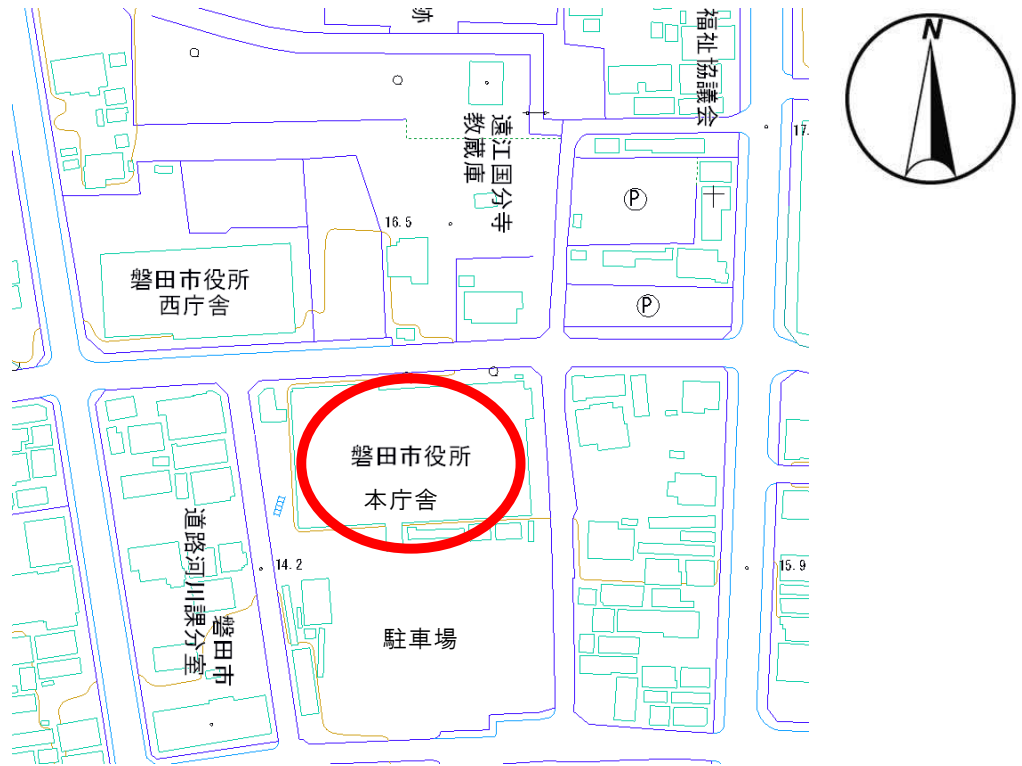 跡
福祉協議会
N
17.
遠江国分寺
教蔵庫
P
16.5
磐田市役所
西庁舎
P
磐田市役所
本庁舎
道路河川課分室
磐田市
14.2
15.9
駐車場